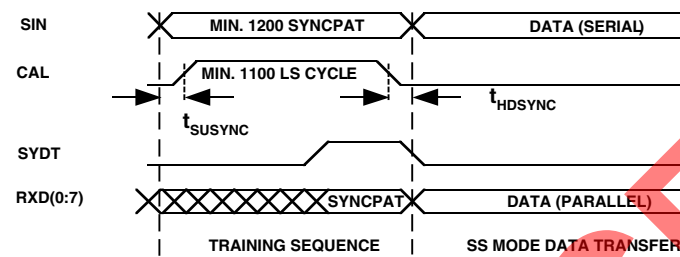 SIN MIN. 1200 SYNCPAT DATA (SERIAL)
CAL MIN. 1100 LS CYCLE
tSUSYNC tHDSYNC
SYDT
RXD(0:7) SYNCPAT DATA (PARALLEL)
TRAINING SEQUENCE SS MODE DATA TRANSFER